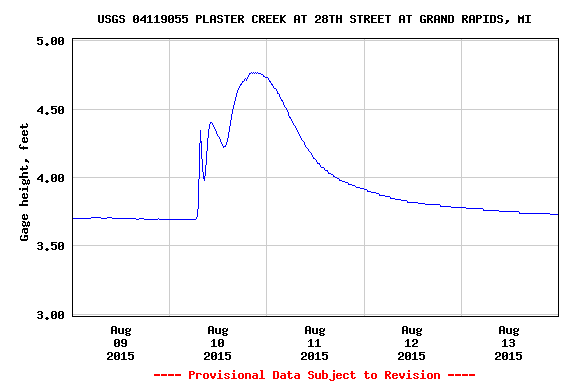 USGS 04119055 PLASTER CREEK AT 28TH STREET AT GRAND RAPIDS, MI
5.00
4.50
4.00
3.50
3.00
Gage height, feet
Aug 09 2015
Aug 10 2015
Aug 11 2015
Aug 12 2015
Aug 13 2015
---- Provisional Data Subject to Revision ----